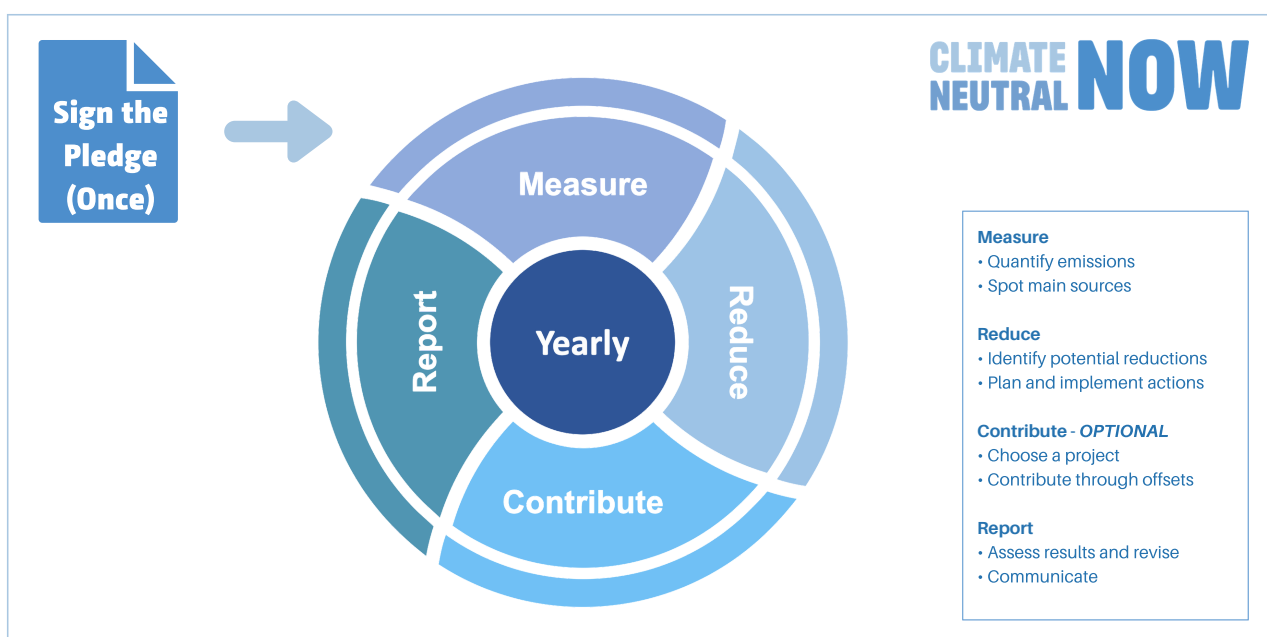 Sign the
Pledge
(Once)
CLIMATE
NEUTRAL NOW
Measure
Reduce
Contribute
Report
Yearly
Measure
• Quantify emissions
• Spot main sources
Reduce
• Identify potential reductions
• Plan and implement actions
Contribute - OPTIONAL
• Choose a project
• Contribute through offsets
Report
• Assess results and revise
• Communicate